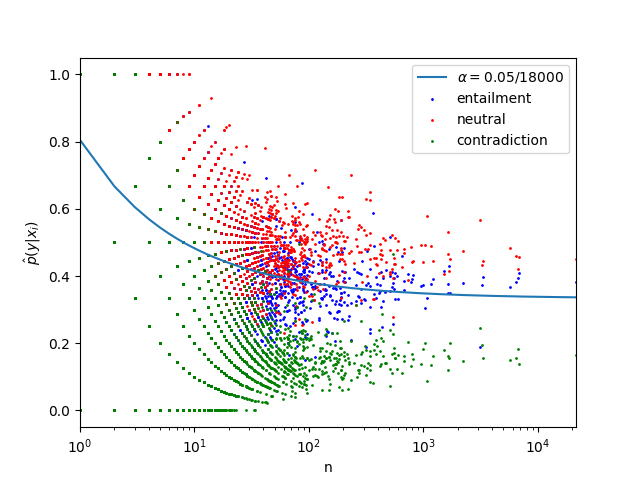 α = 0.05/18000
entailment
neutral
contradiction
1.0
0.8
0.6
0.4
0.2
0.0
p̂(y|xᵢ)
10⁰
10¹
10²
10³
10⁴
n